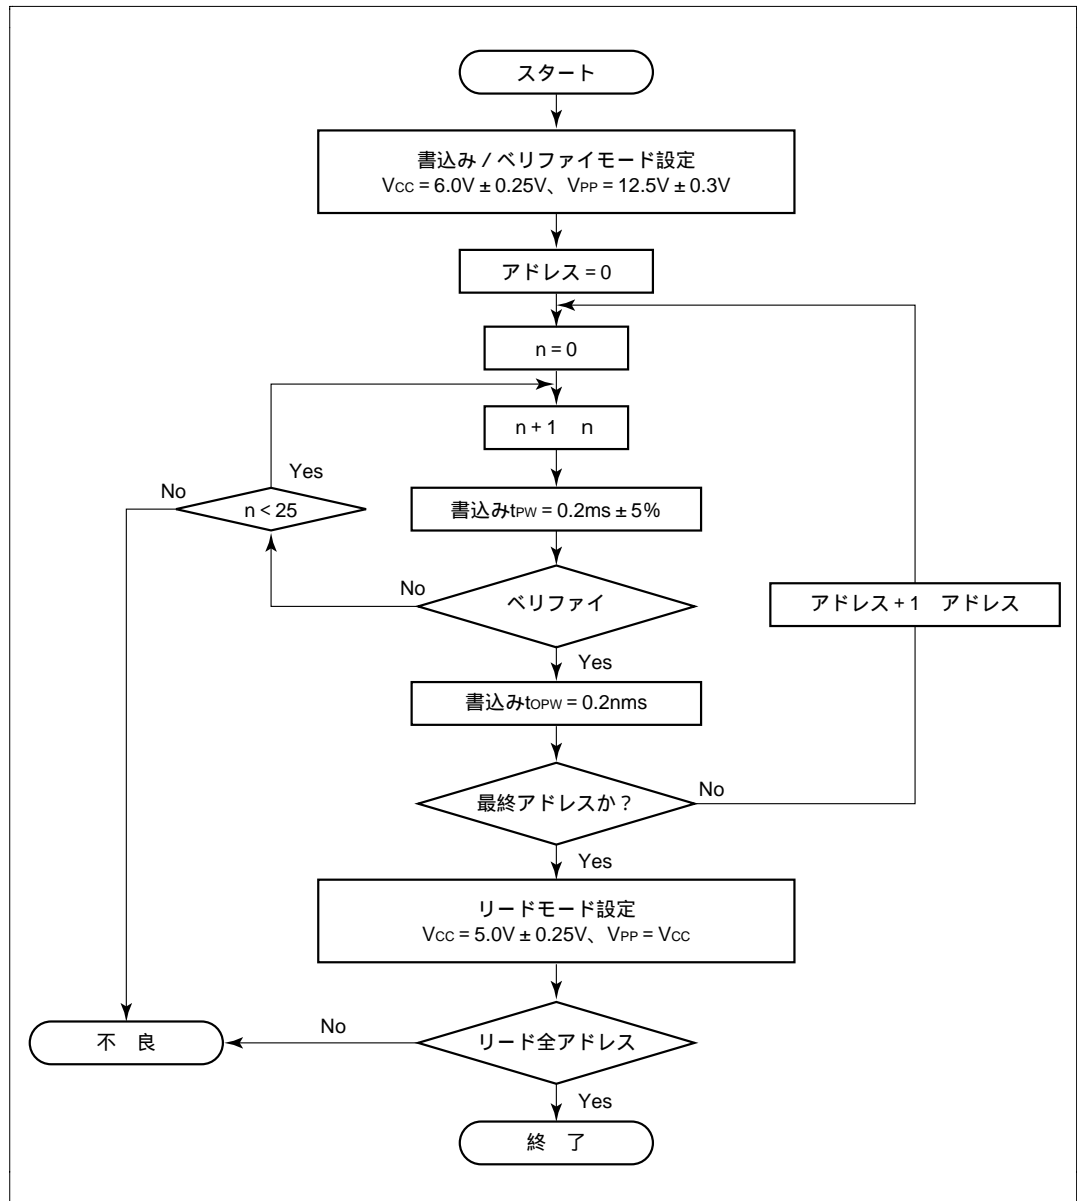 スタート
書込み / ベリファイモード設定
VCC = 6.0V ± 0.25V、VPP = 12.5V ± 0.3V
アドレス = 0
n = 0
n + 1　n
Yes
No
n < 25
書込みtPW = 0.2ms ± 5%
No
ベリファイ
アドレス + 1　アドレス
Yes
書込みtOPW = 0.2nms
最終アドレスか？
No
Yes
リードモード設定
VCC = 5.0V ± 0.25V、VPP = VCC
不　良
No
リード全アドレス
Yes
終　了